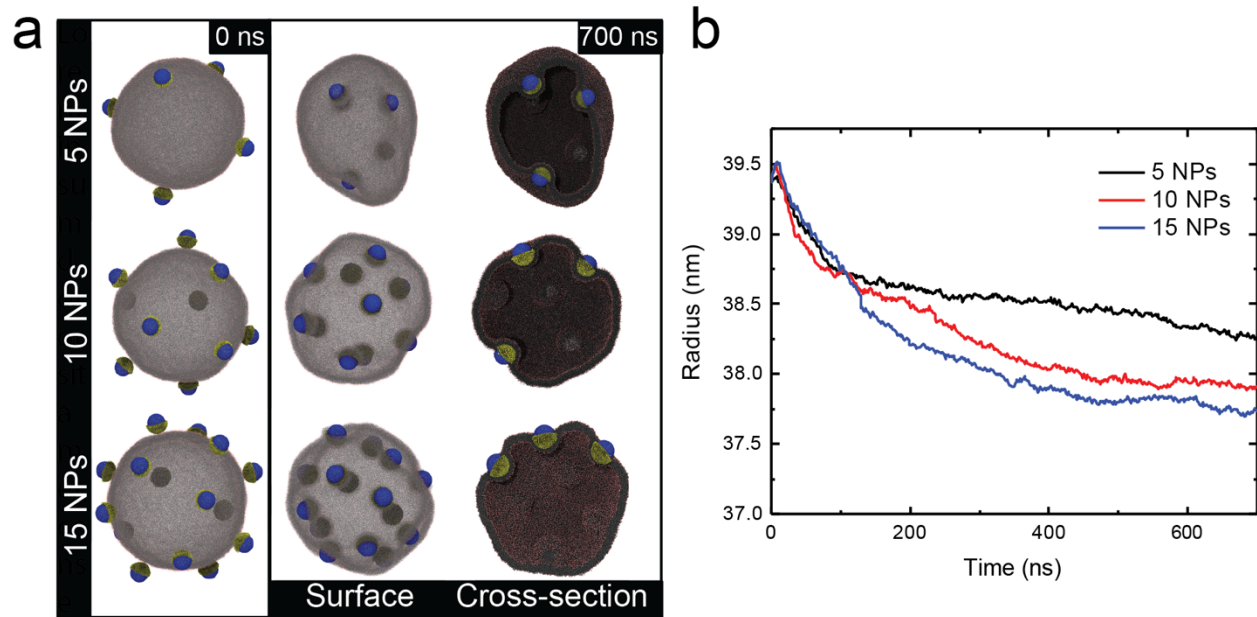 a
0 ns
700 ns
5 NPs
10 NPs
15 NPs
Surface
Cross-section
b
39.5
39.0
38.5
38.0
37.5
37.0
Radius (nm)
0
200
400
600
Time (ns)
5 NPs
10 NPs
15 NPs